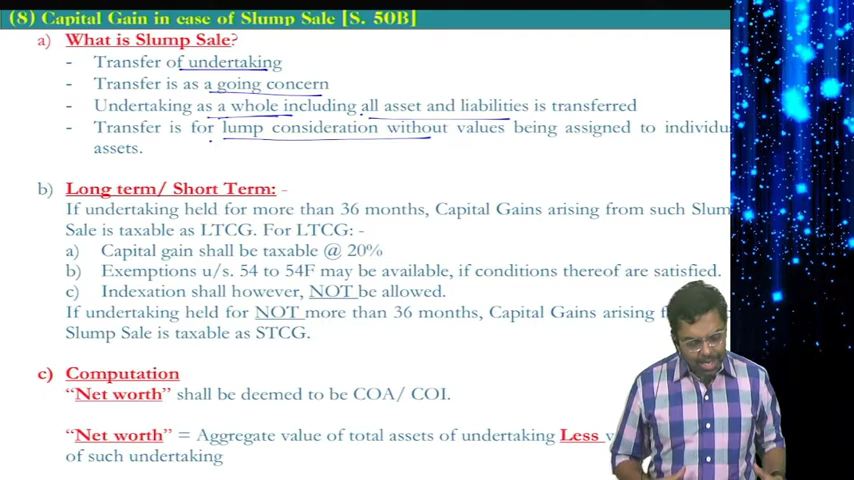 (8) Capital Gain in case of Slump Sale [S. 50B]
a) What is Slump Sale?
- Transfer of undertaking
- Transfer is as a going concern
- Undertaking as a whole including all asset and liabilities is transferred
- Transfer is for lump consideration without values being assigned to
assets.
b) Long term/ Short Term: -
If undertaking held for more than 36 months, Capital Gains arising from such
Sale is taxable as LTCG. For LTCG: -
a) Capital gain shall be taxable @ 20%
b) Exemptions u/s. 54 to 54F may be available, if conditions thereof are satisfied.
c) Indexation shall however, NOT be allowed.
If undertaking held for NOT more than 36 months, Capital Gains arising
Slump Sale is taxable as STCG.
c) Computation
“Net worth” shall be deemed to be COA/ COI.
“Net worth” = Aggregate value of total assets of undertaking Less
of such undertaking